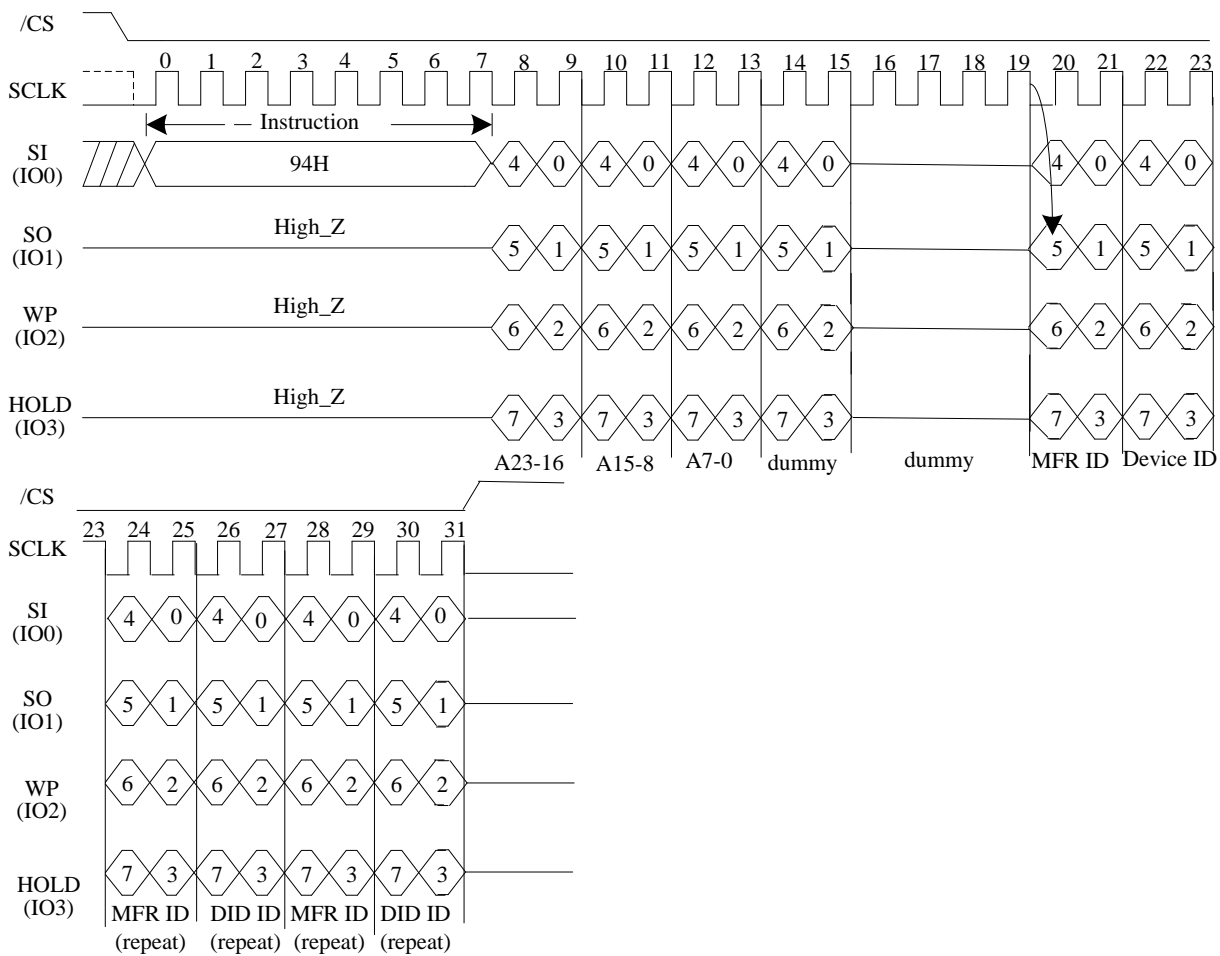 /CS
0 1 2 3 4 5 6 7 8 9 10 11 12 13 14 15 16 17 18 19 20 21 22 23
SCLK
Instruction
SI
(IO0)
94H
4 0 4 0 4 0 4 0 4 0 4 0
SO
(IO1)
High_Z
5 1 5 1 5 1 5 1 5 1 5 1
WP
(IO2)
High_Z
6 2 6 2 6 2 6 2 6 2 6 2
HOLD
(IO3)
High_Z
7 3 7 3 7 3 7 3 7 3 7 3
A23-16 A15-8 A7-0 dummy dummy MFR ID Device ID
/CS
23 24 25 26 27 28 29 30 31
SCLK
SI
(IO0)
4 0 4 0 4 0 4 0
SO
(IO1)
5 1 5 1 5 1 5 1
WP
(IO2)
6 2 6 2 6 2 6 2
HOLD
(IO3)
7 3 7 3 7 3 7 3
MFR ID DID ID MFR ID DID ID
(repeat) (repeat) (repeat) (repeat)